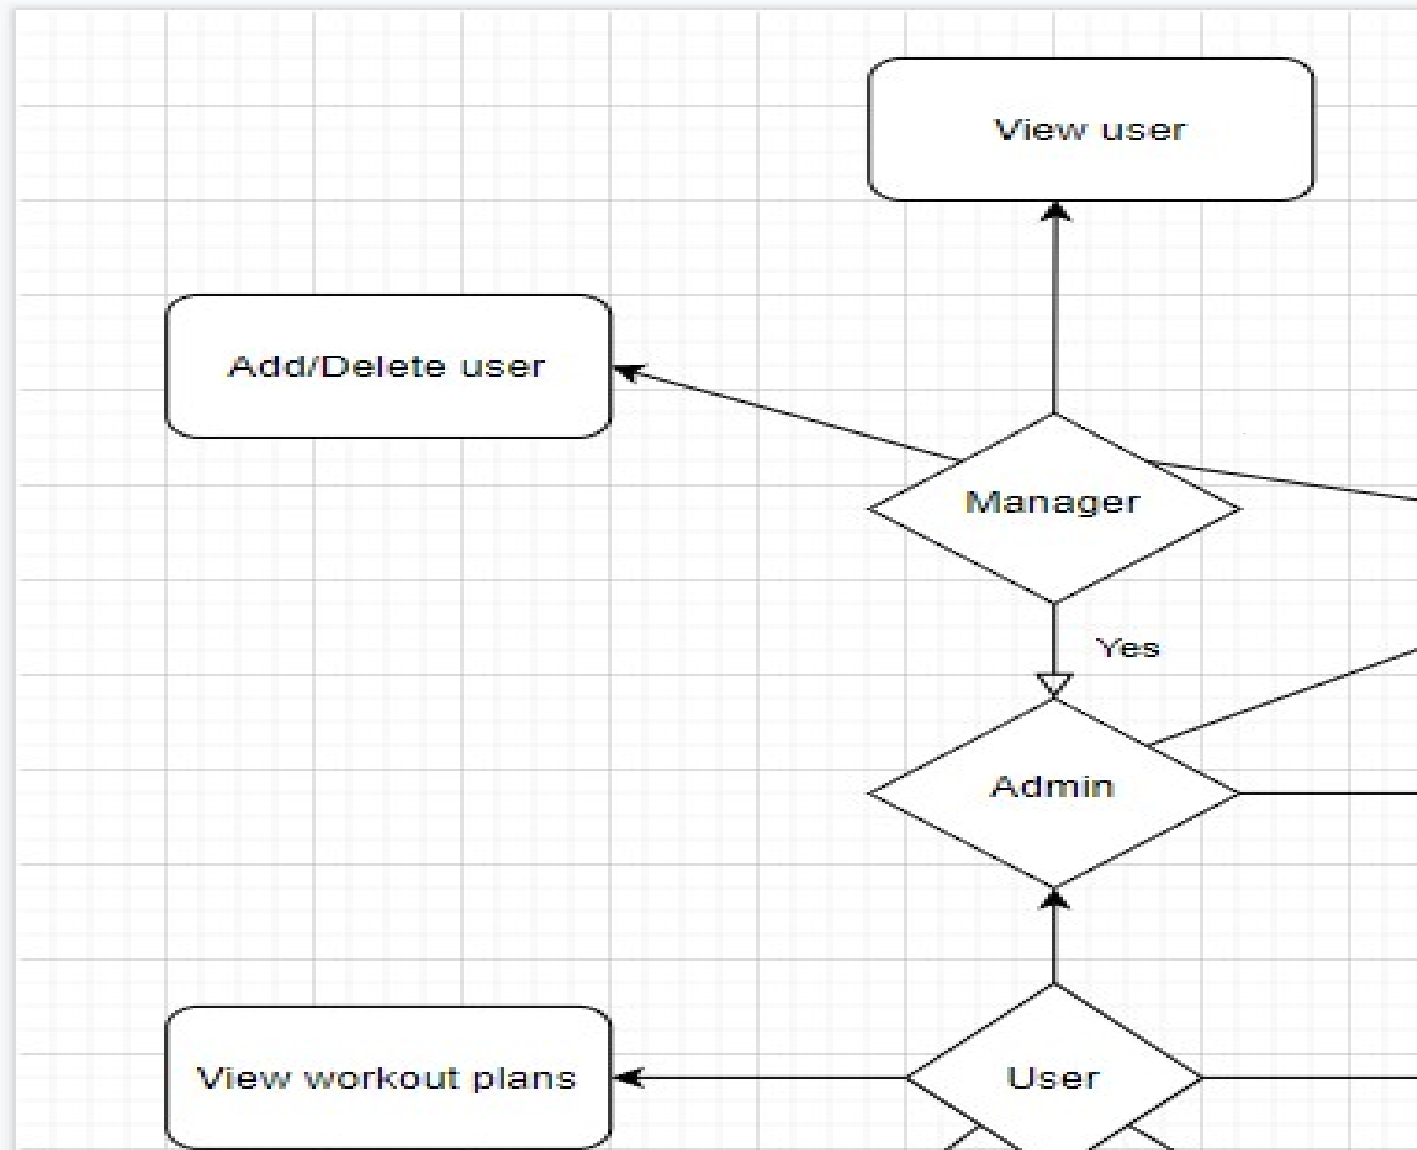 View user
Add/Delete user
Manager
Yes
Admin
View workout plans
User